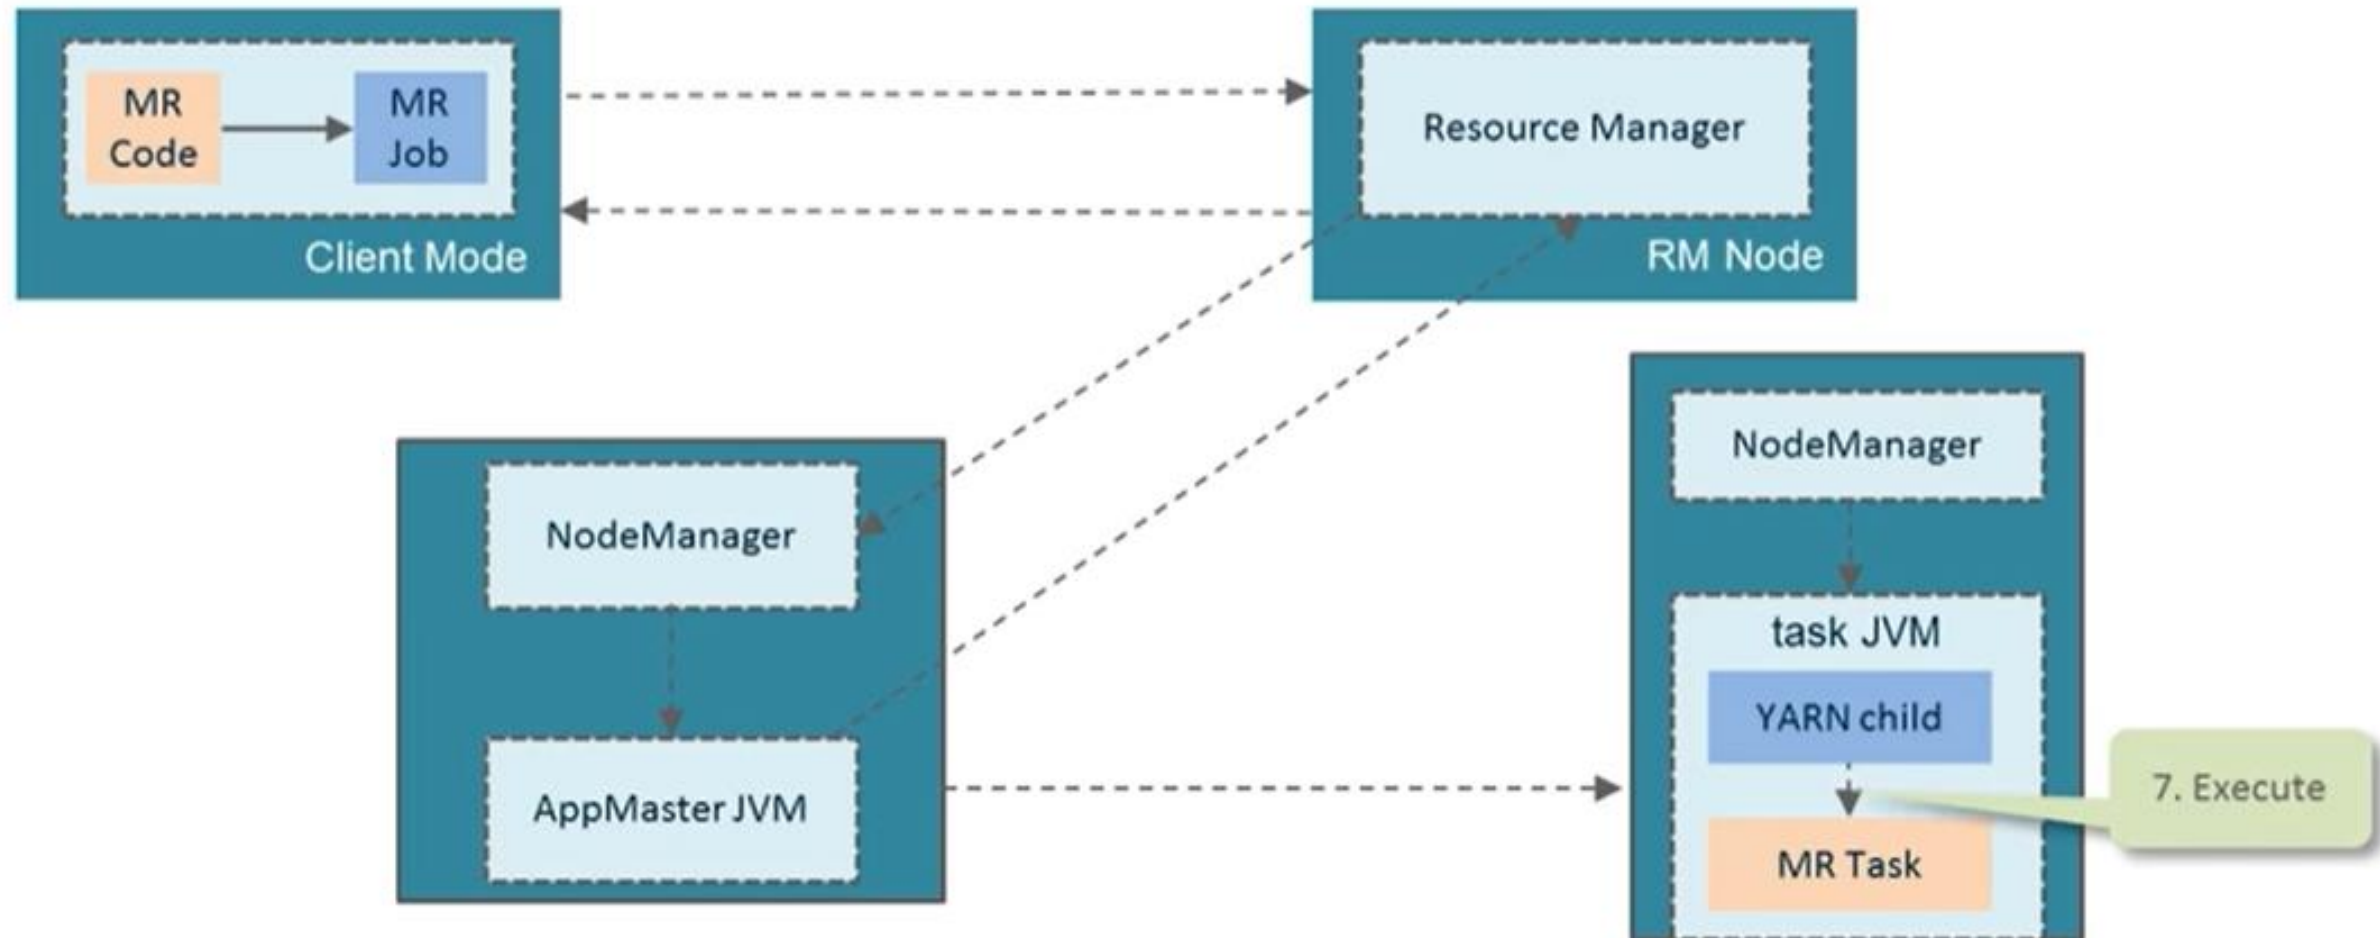 MR
Code
MR
Job
Client Mode
Resource Manager
RM Node
NodeManager
AppMaster JVM
NodeManager
task JVM
YARN child
MR Task
7. Execute